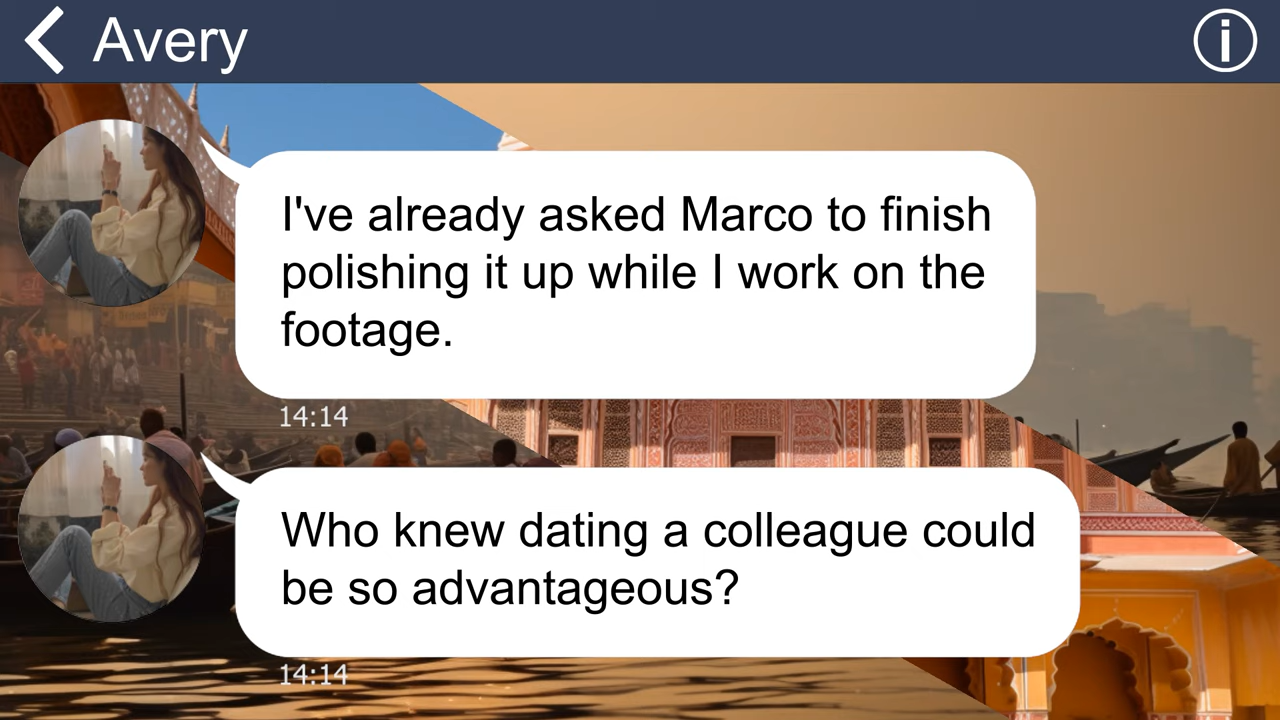 Avery
I've already asked Marco to finish
polishing it up while I work on the
footage.
14:14
Who knew dating a colleague could
be so advantageous?
14:14